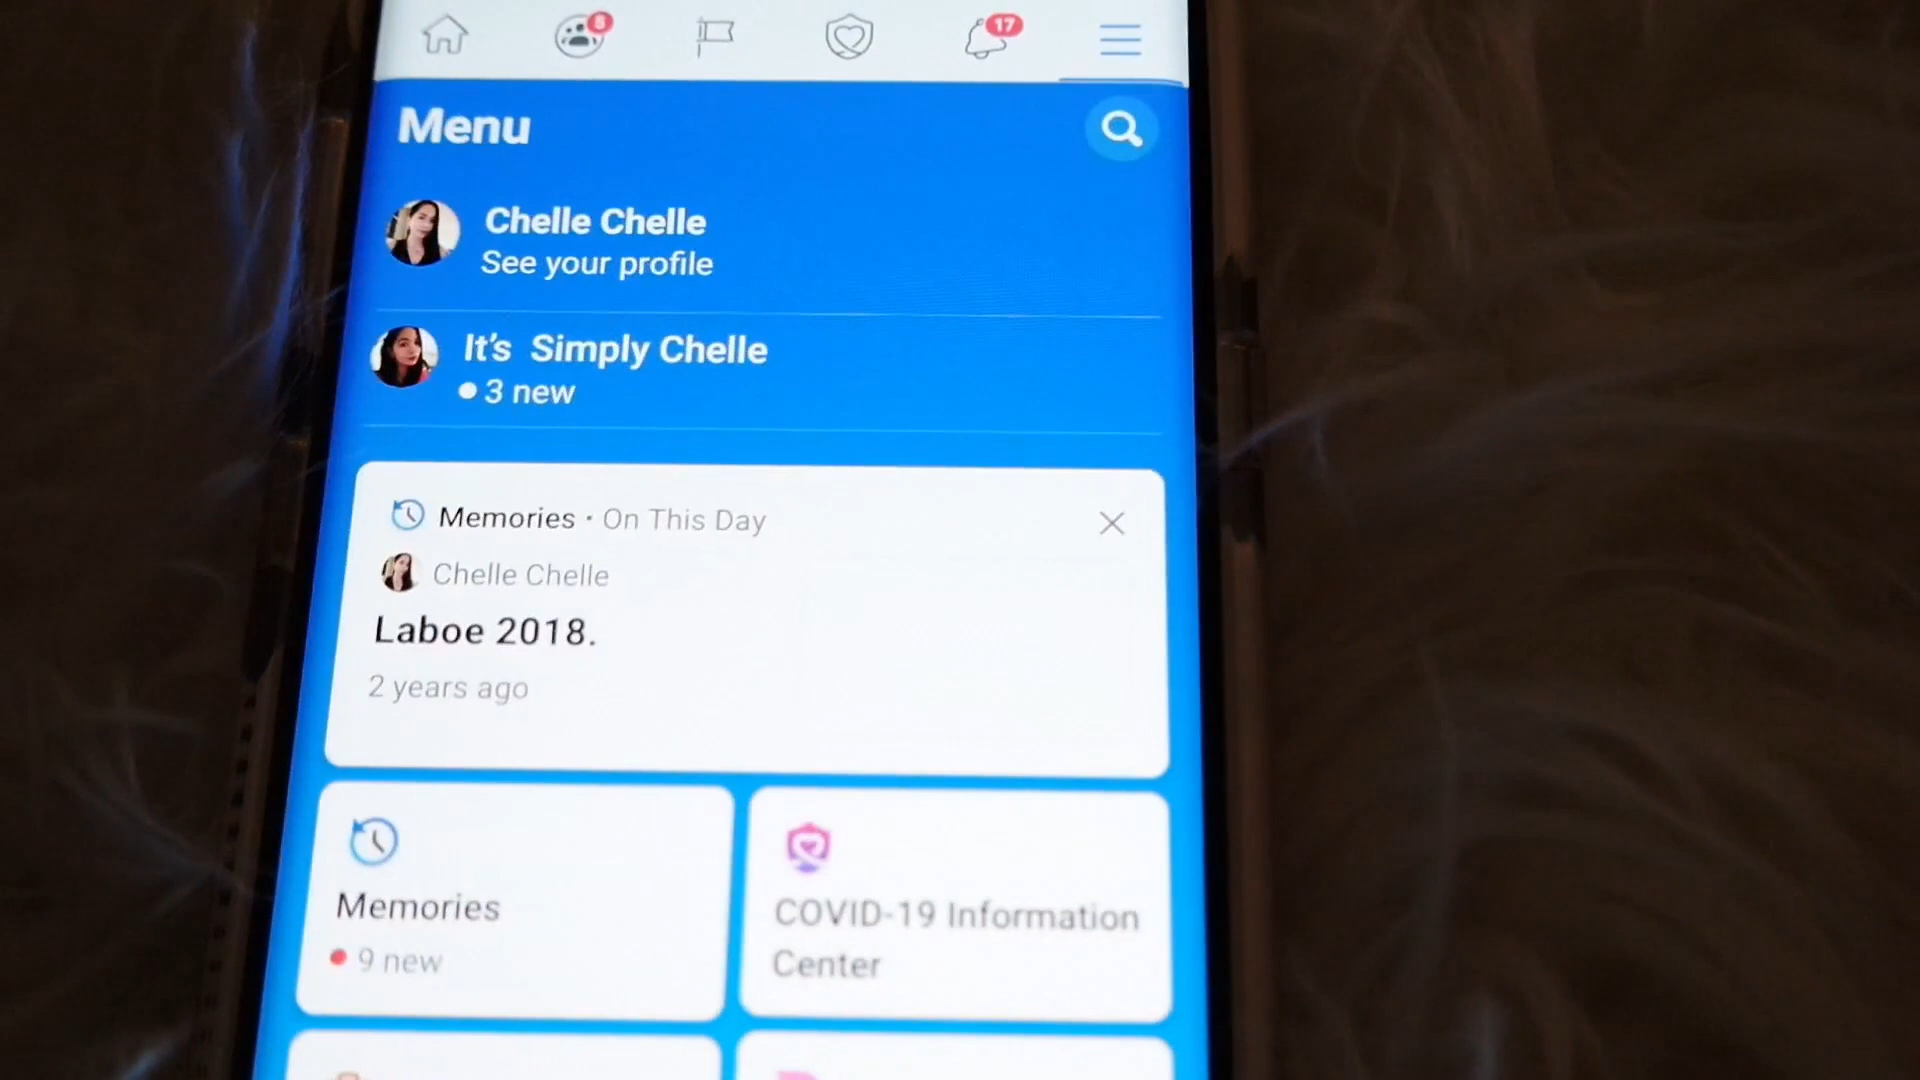 8
17
Menu
Chelle Chelle
See your profile
It's Simply Chelle
3 new
Memories · On This Day
Chelle Chelle
Laboe 2018.
2 years ago
Memories
9 new
COVID-19 Information
Center